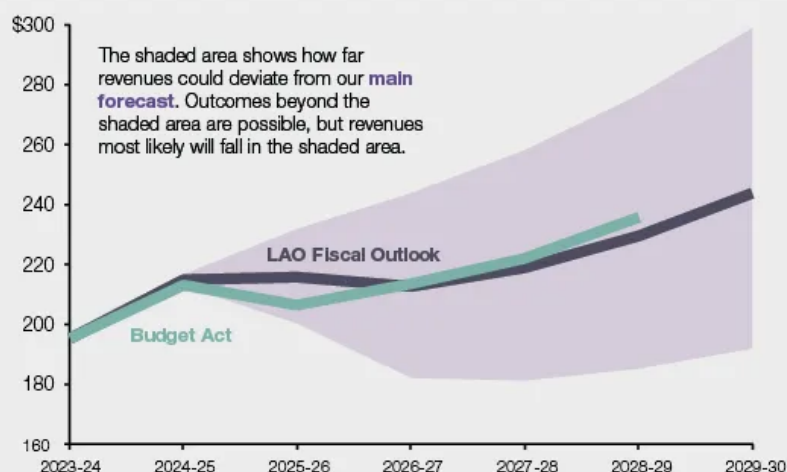 $300
The shaded area shows how far
revenues could deviate from our main
forecast. Outcomes beyond the
shaded area are possible, but revenues
most likely will fall in the shaded area.
280
260
240
LAO Fiscal Outlook
220
200
Budget Act
180
160
2023-24 2024-25 2025-26 2026-27 2027-28 2028-29 2029-30